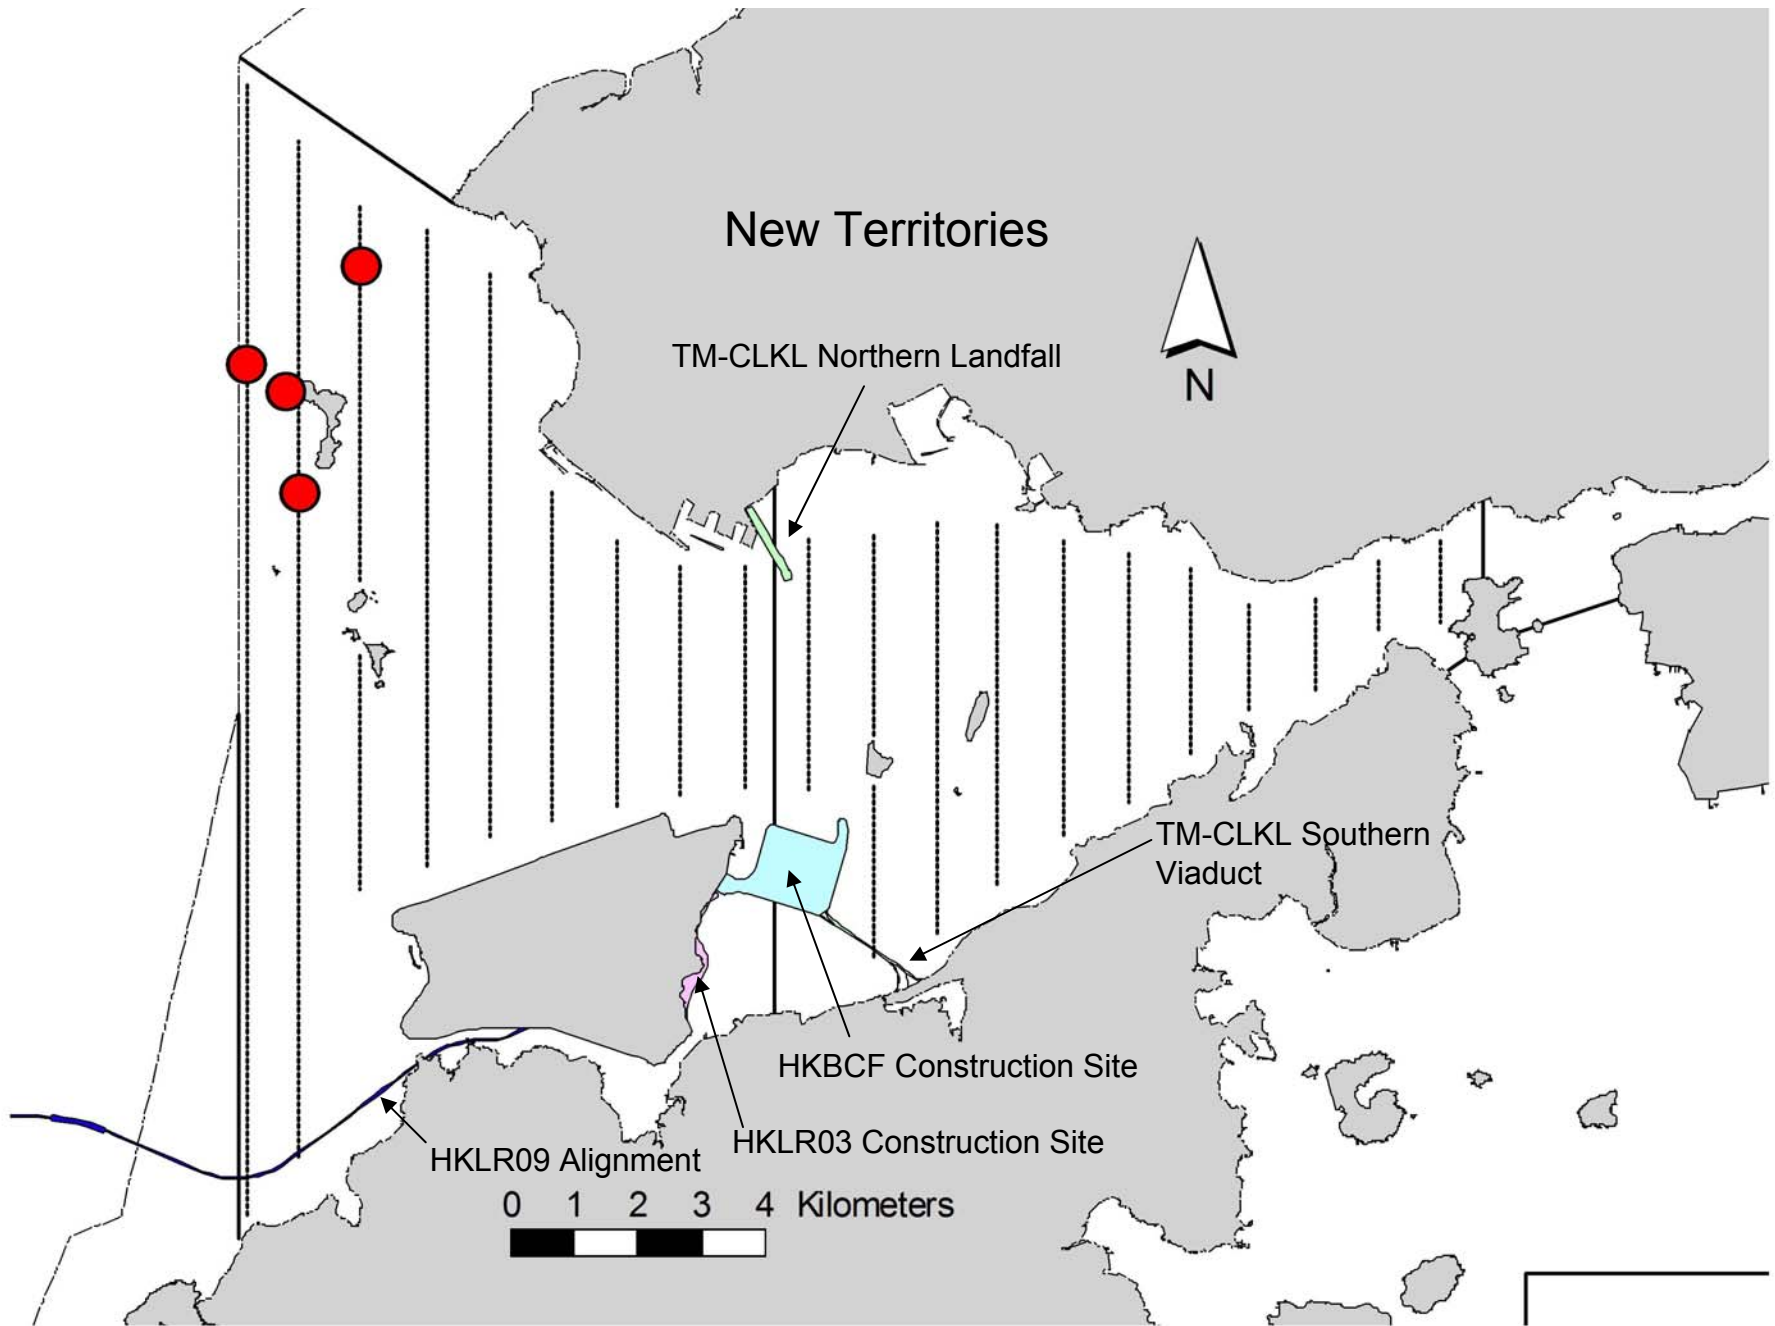 New Territories
TM-CLKL Northern Landfall
N
TM-CLKL Southern
Viaduct
HKBCF Construction Site
HKLR03 Construction Site
HKLR09 Alignment
0 1 2 3 4 Kilometers